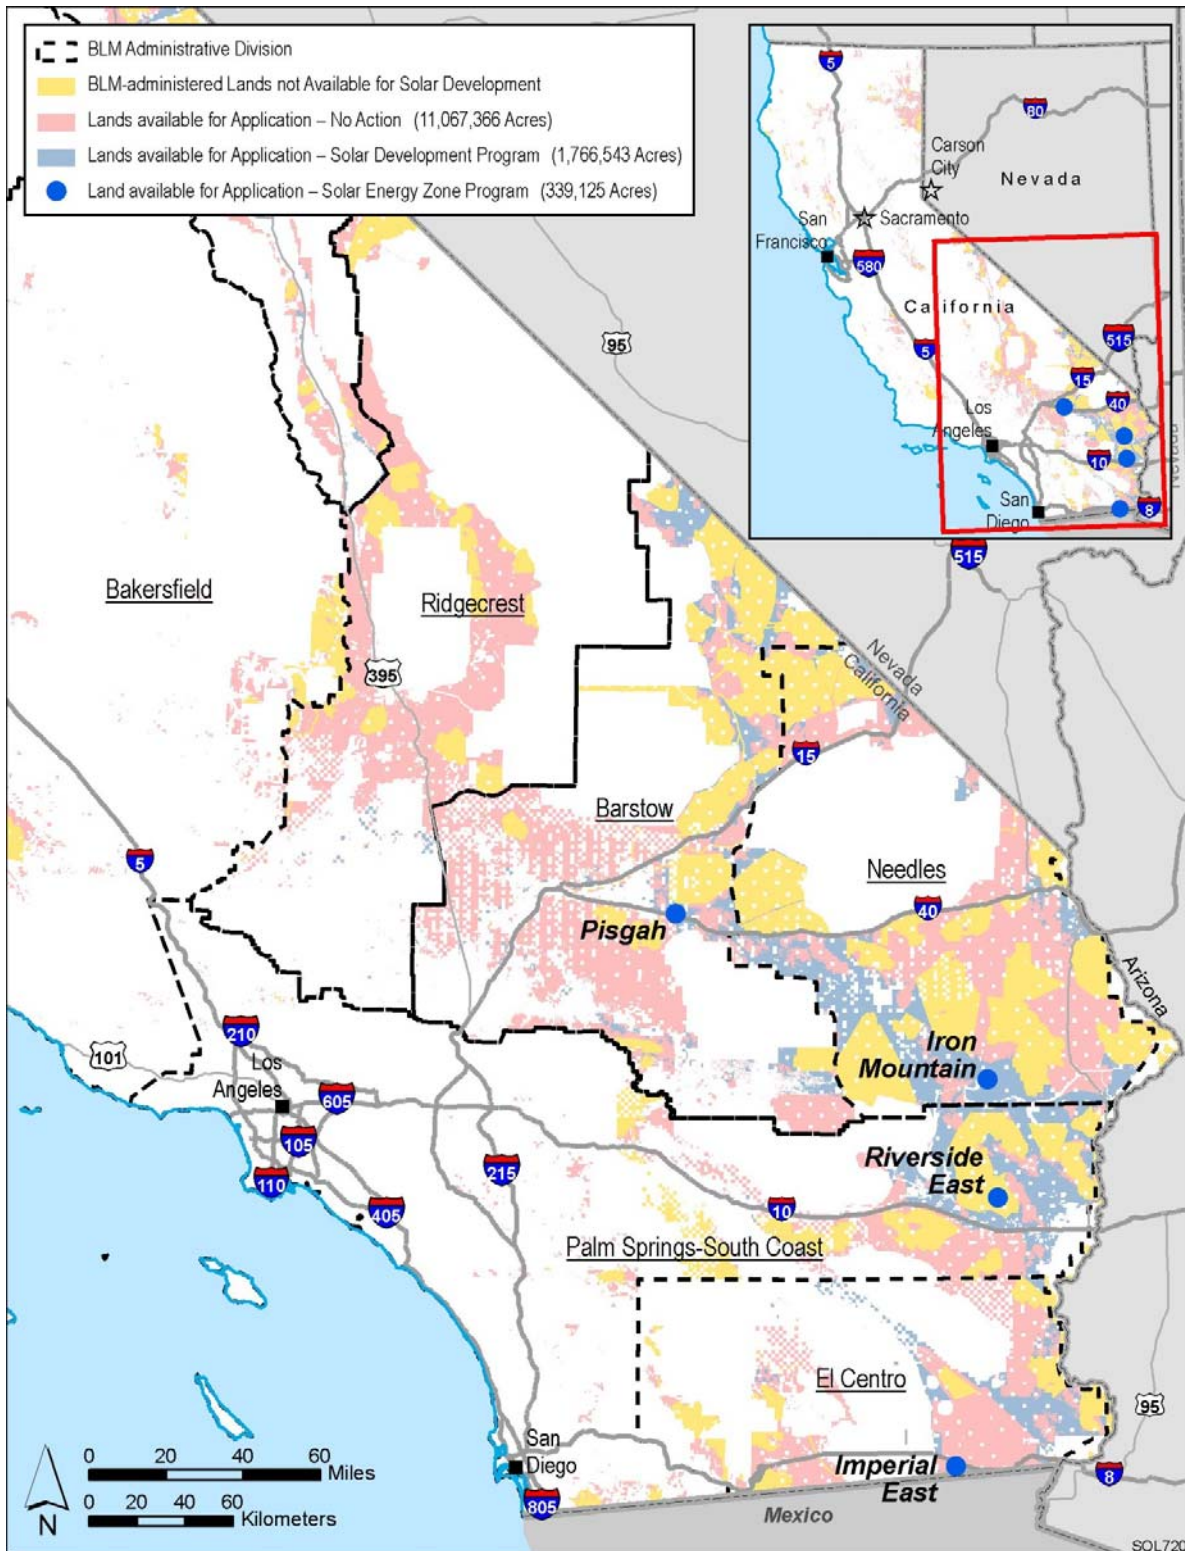 BLM Administrative Division
BLM-administered Lands not Available for Solar Development
Lands available for Application – No Action (11,067,366 Acres)
Lands available for Application – Solar Development Program (1,766,543 Acres)
Land available for Application – Solar Energy Zone Program (339,125 Acres)
5
80
Carson
City
Nevada
San
Francisco
Sacramento
580
California
5
515
15
40
Los
Angeles
10
San
Diego
8
95
515
Bakersfield
Ridgecrest
395
Nevada
California
15
Barstow
5
Needles
40
Pisgah
Arizona
210
101
Los
Angeles
Iron
Mountain
605
105
110
215
405
Riverside
East
10
Palm Springs-South Coast
El Centro
95
San
Diego
805
Imperial
East
8
Mexico
0 20 40 60
Miles
0 20 40 60
Kilometers
N
SOL720